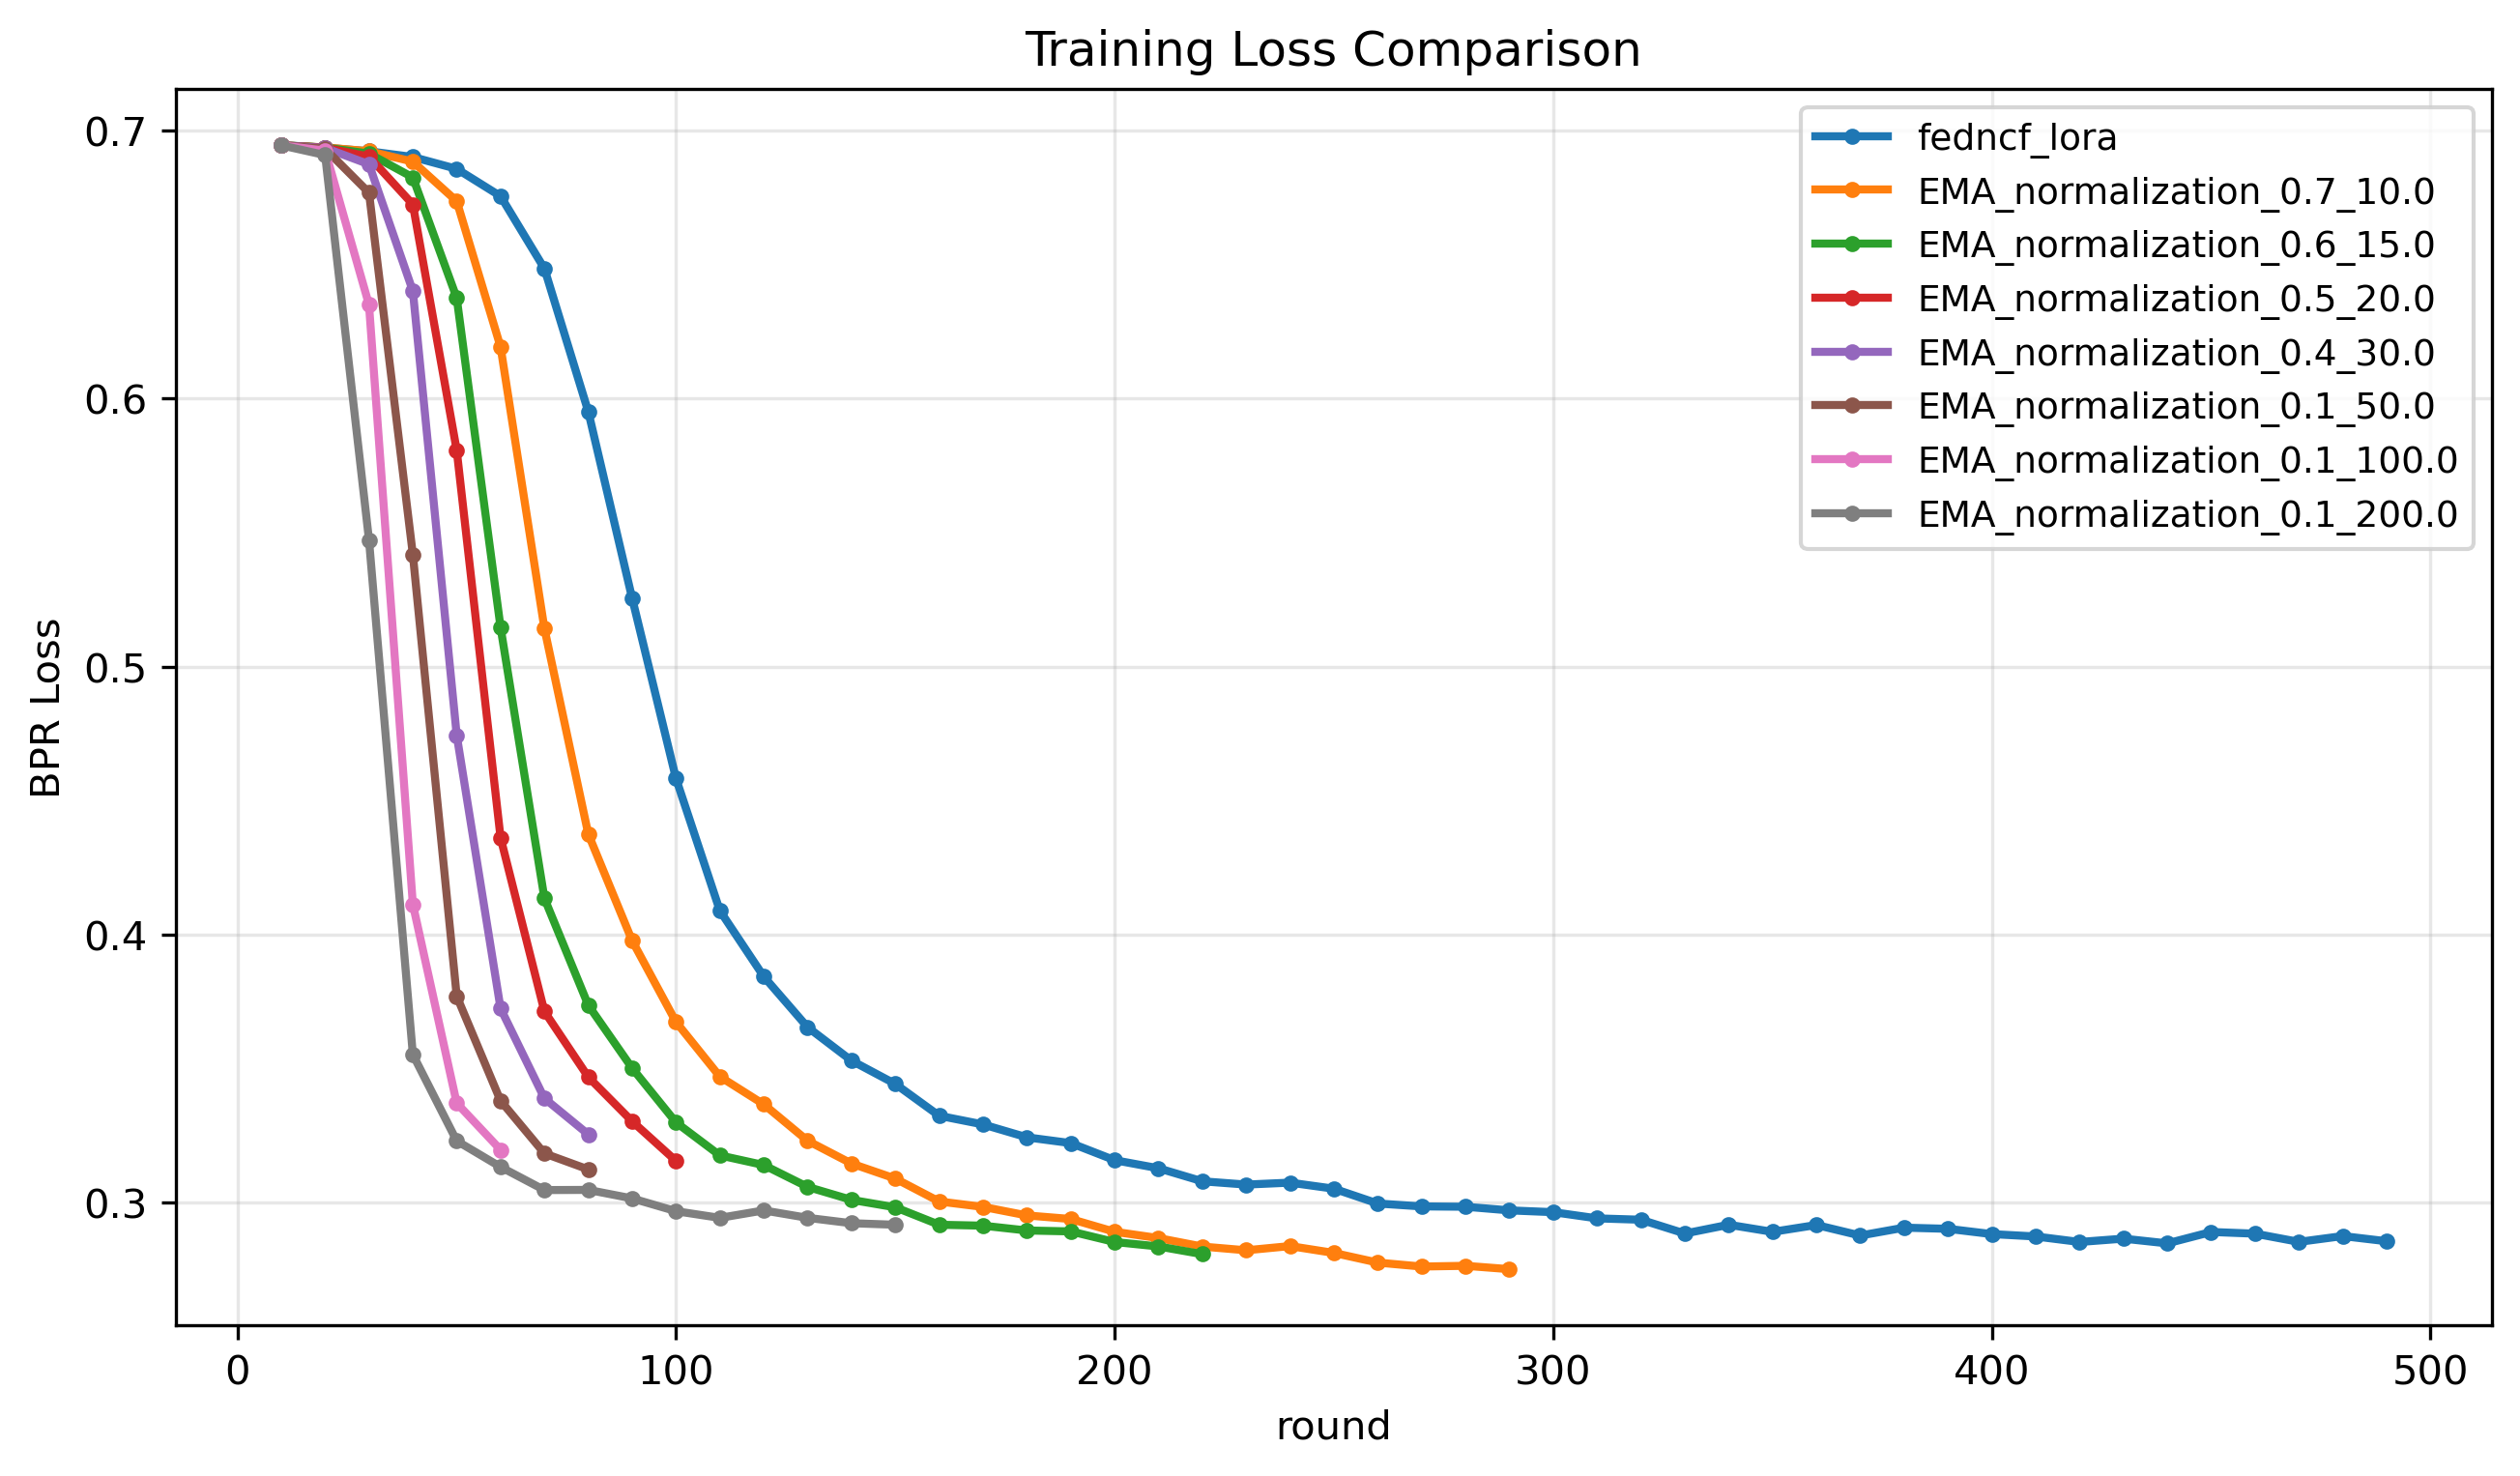 Training Loss Comparison
fedncf_lora
EMA_normalization_0.7_10.0
EMA_normalization_0.6_15.0
EMA_normalization_0.5_20.0
EMA_normalization_0.4_30.0
EMA_normalization_0.1_50.0
EMA_normalization_0.1_100.0
EMA_normalization_0.1_200.0
BPR Loss
0.7
0.6
0.5
0.4
0.3
0 100 200 300 400 500
round